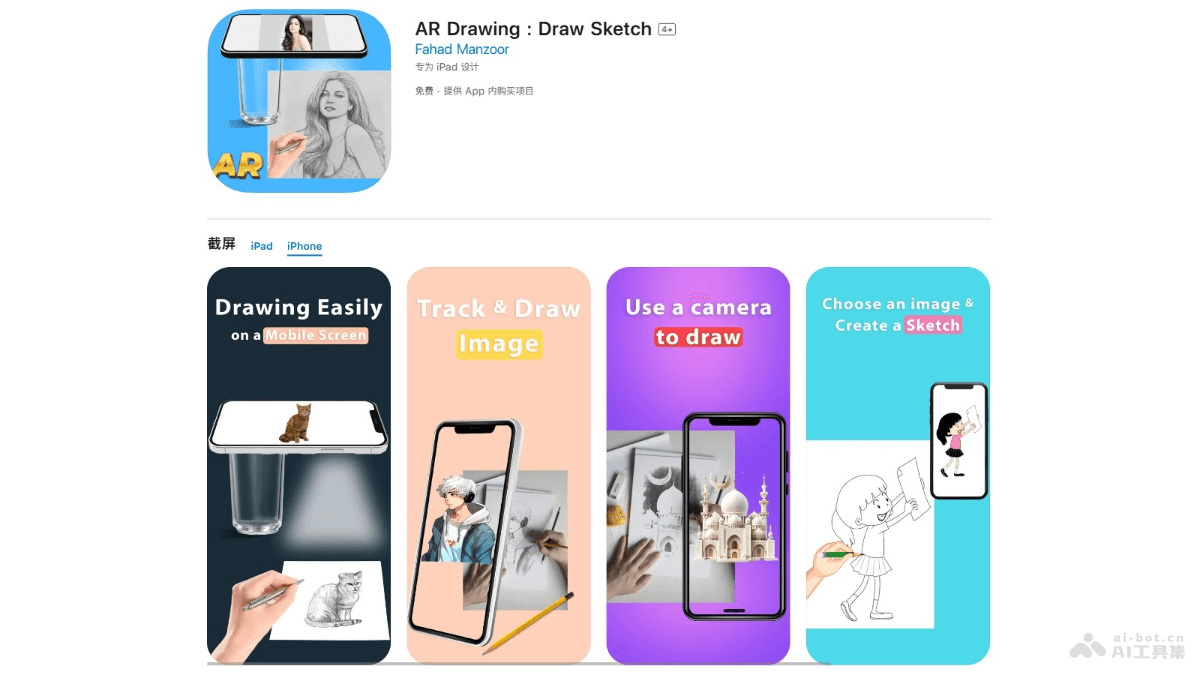 AR Drawing : Draw Sketch 4+
Fahad Manzoor
专为 iPad 设计
免费 · 提供 App 内购买项目
AR
截屏 iPad iPhone
Drawing Easily
on a Mobile Screen
Track & Draw
Image
Use a camera
to draw
Choose an image &
Create a Sketch
ai-bot.cn
AI工具集